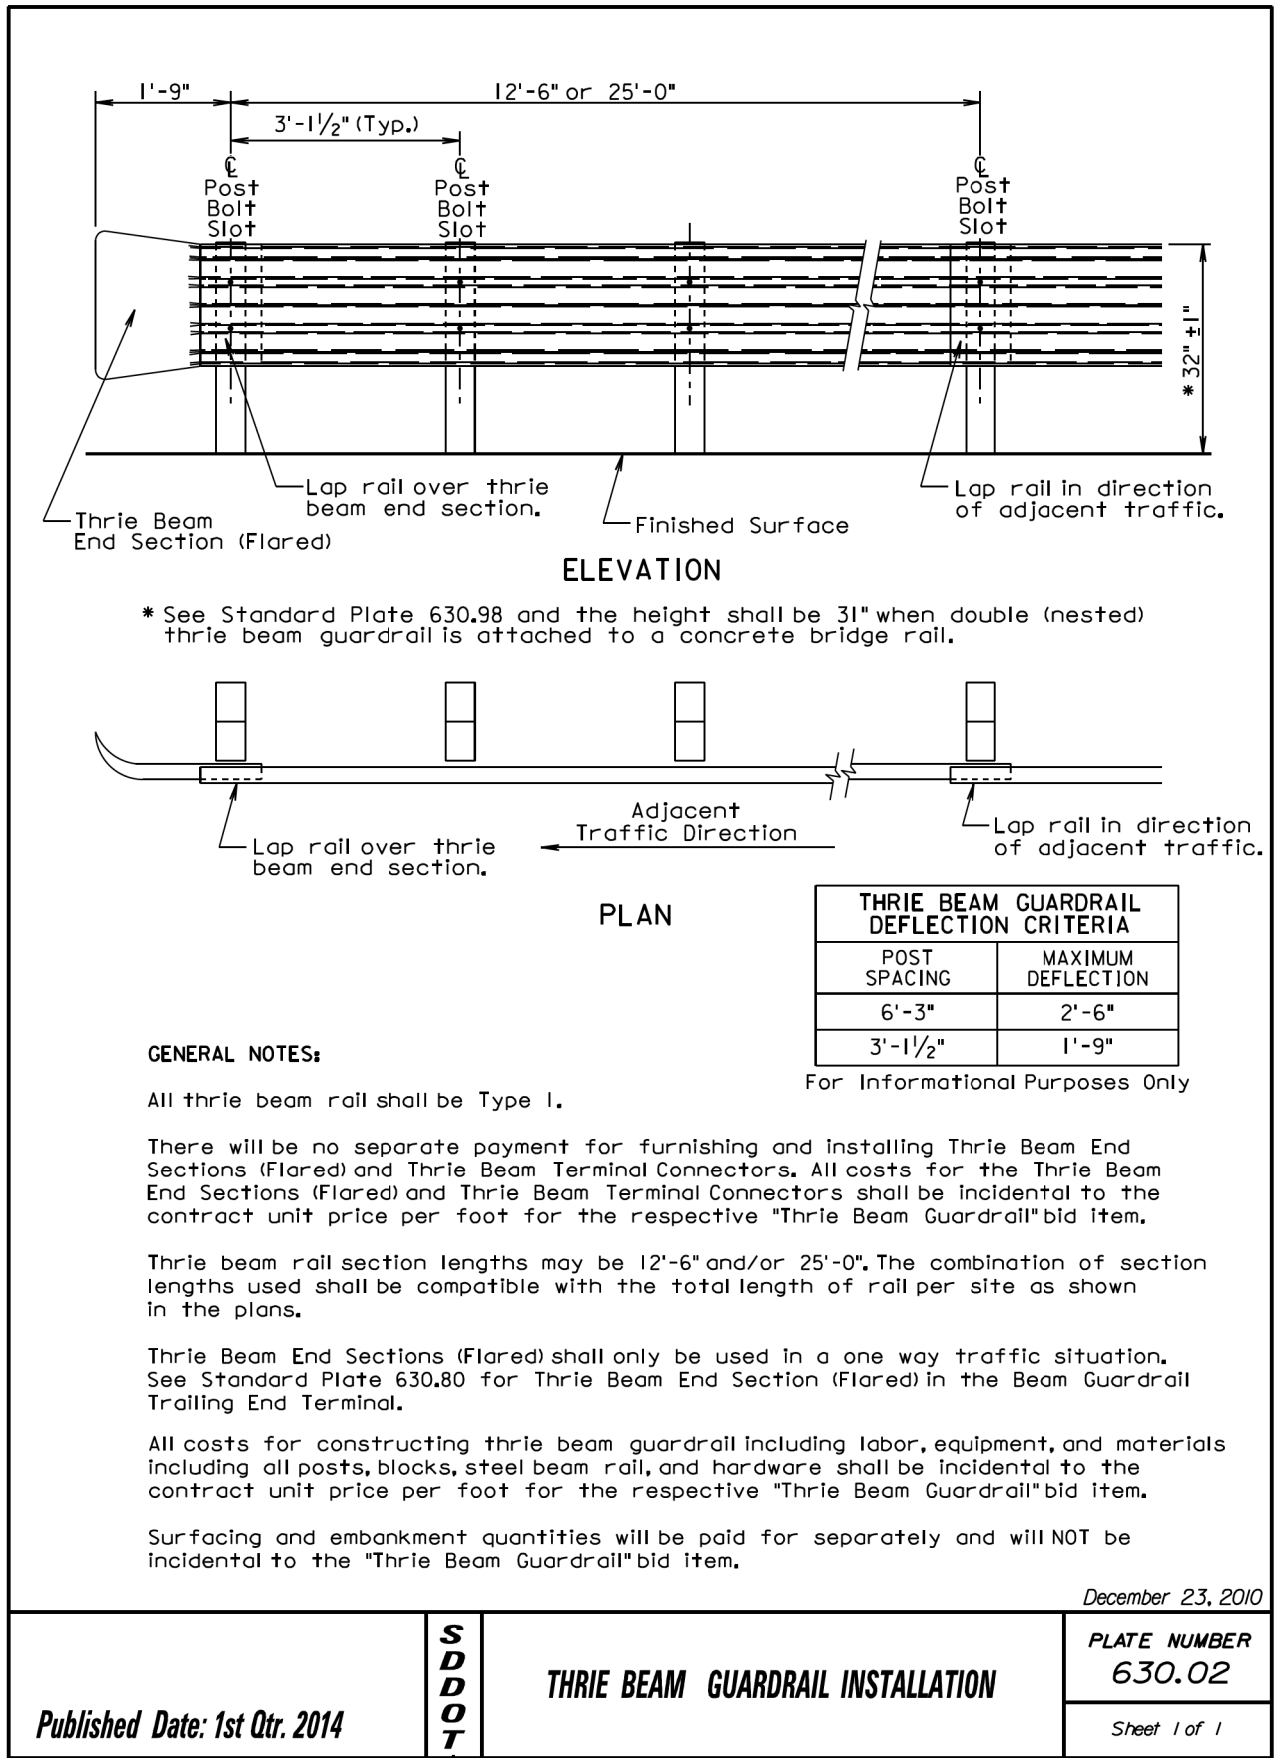 1'-9"
12'-6" or 25'-0"
3'-1½" (Typ.)
℄
Post
Bolt
Slot
℄
Post
Bolt
Slot
℄
Post
Bolt
Slot
* 32" ±1"
Lap rail over thrie
beam end section.
Lap rail in direction
of adjacent traffic.
Thrie Beam
End Section (Flared)
Finished Surface
ELEVATION
* See Standard Plate 630.98 and the height shall be 31" when double (nested)
thrie beam guardrail is attached to a concrete bridge rail.
Adjacent
Traffic Direction
Lap rail over thrie
beam end section.
Lap rail in direction
of adjacent traffic.
PLAN
THRIE BEAM GUARDRAIL
DEFLECTION CRITERIA
POST
SPACING
MAXIMUM
DEFLECTION
6'-3"
2'-6"
3'-1½"
1'-9"
For Informational Purposes Only
GENERAL NOTES:
All thrie beam rail shall be Type 1.
There will be no separate payment for furnishing and installing Thrie Beam End
Sections (Flared) and Thrie Beam Terminal Connectors. All costs for the Thrie Beam
End Sections (Flared) and Thrie Beam Terminal Connectors shall be incidental to the
contract unit price per foot for the respective "Thrie Beam Guardrail" bid item.
Thrie beam rail section lengths may be 12'-6" and/or 25'-0". The combination of section
lengths used shall be compatible with the total length of rail per site as shown
in the plans.
Thrie Beam End Sections (Flared) shall only be used in a one way traffic situation.
See Standard Plate 630.80 for Thrie Beam End Section (Flared) in the Beam Guardrail
Trailing End Terminal.
All costs for constructing thrie beam guardrail including labor, equipment, and materials
including all posts, blocks, steel beam rail, and hardware shall be incidental to the
contract unit price per foot for the respective "Thrie Beam Guardrail" bid item.
Surfacing and embankment quantities will be paid for separately and will NOT be
incidental to the "Thrie Beam Guardrail" bid item.
December 23, 2010
Published Date: 1st Qtr. 2014
S
D
D
O
T
THRIE BEAM GUARDRAIL INSTALLATION
PLATE NUMBER
630.02
Sheet 1 of 1